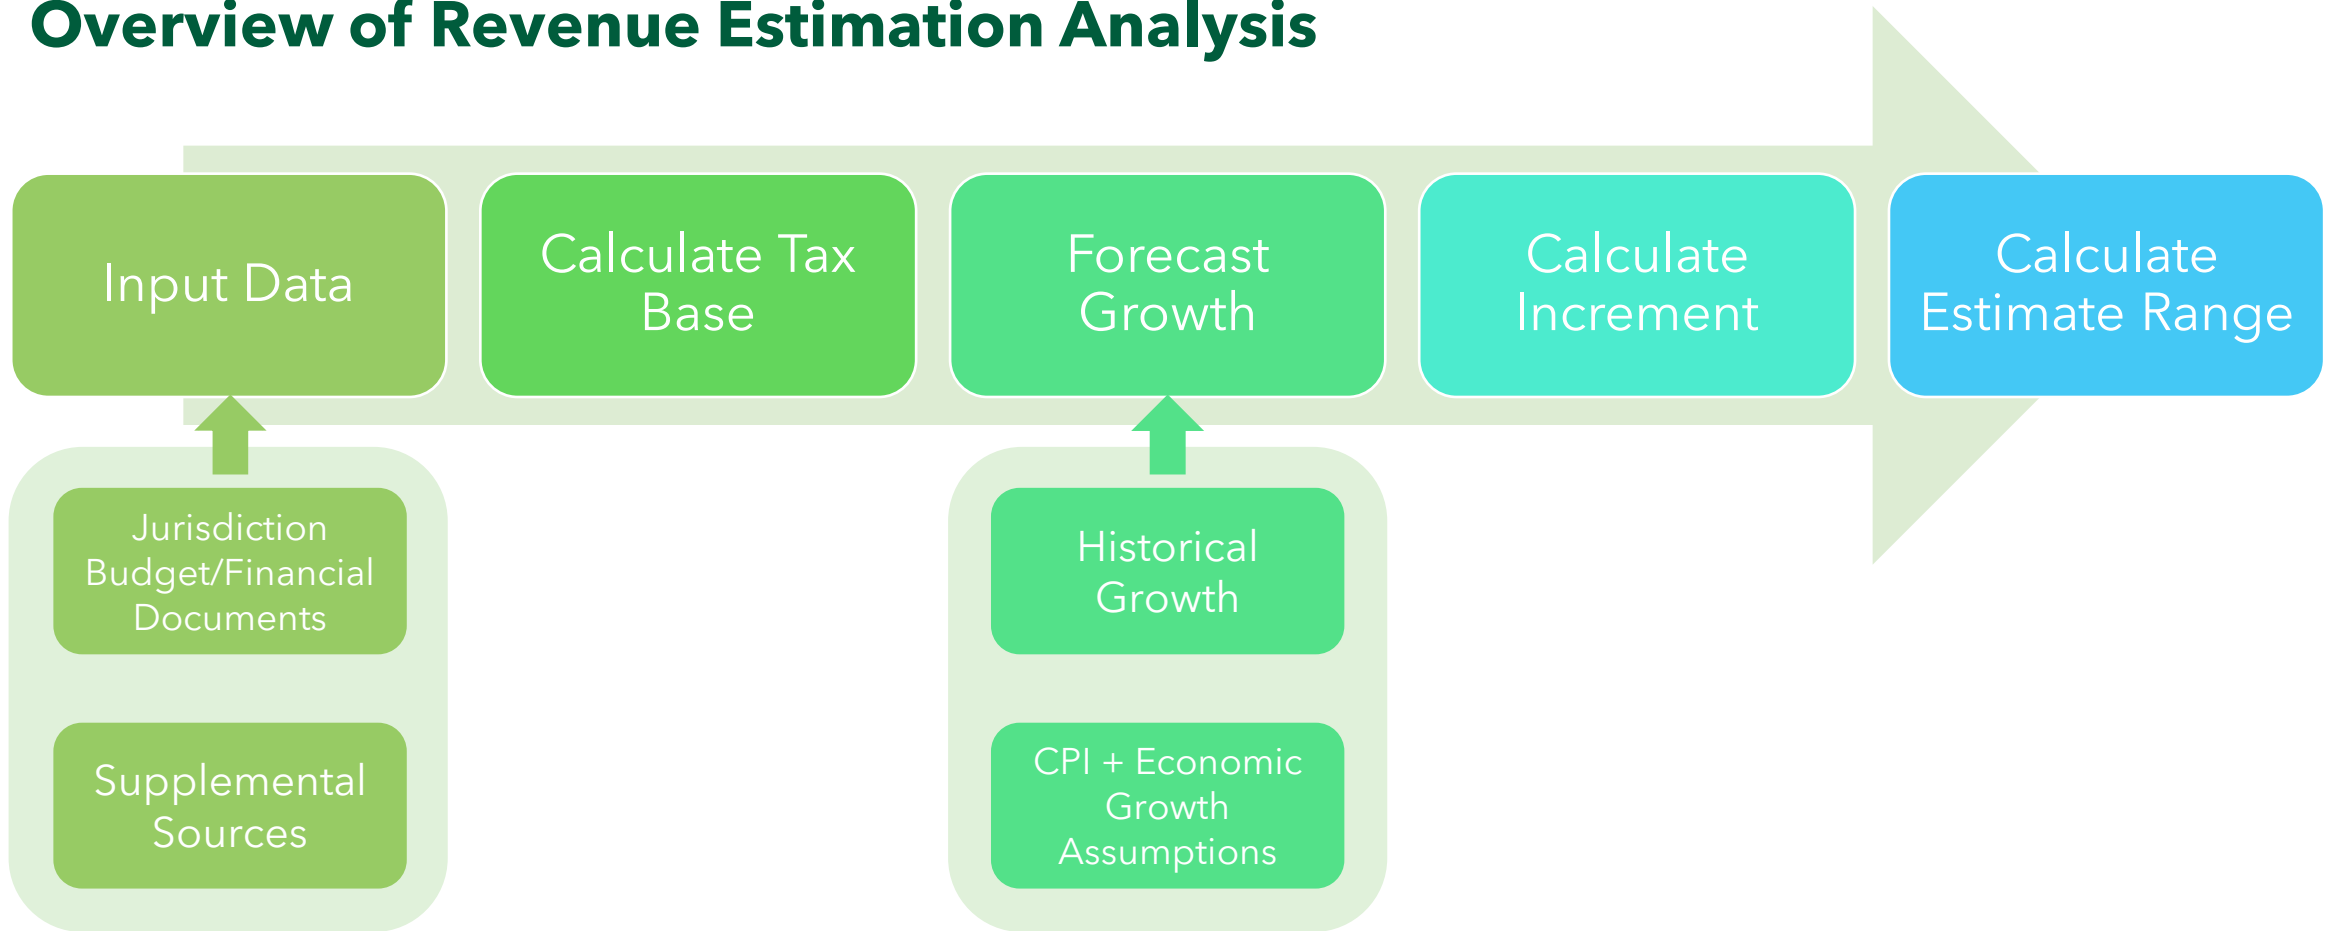 Overview of Revenue Estimation Analysis
Input Data
Calculate Tax
Base
Forecast
Growth
Calculate
Increment
Calculate
Estimate Range
Jurisdiction
Budget/Financial
Documents
Supplemental
Sources
Historical
Growth
CPI + Economic
Growth
Assumptions